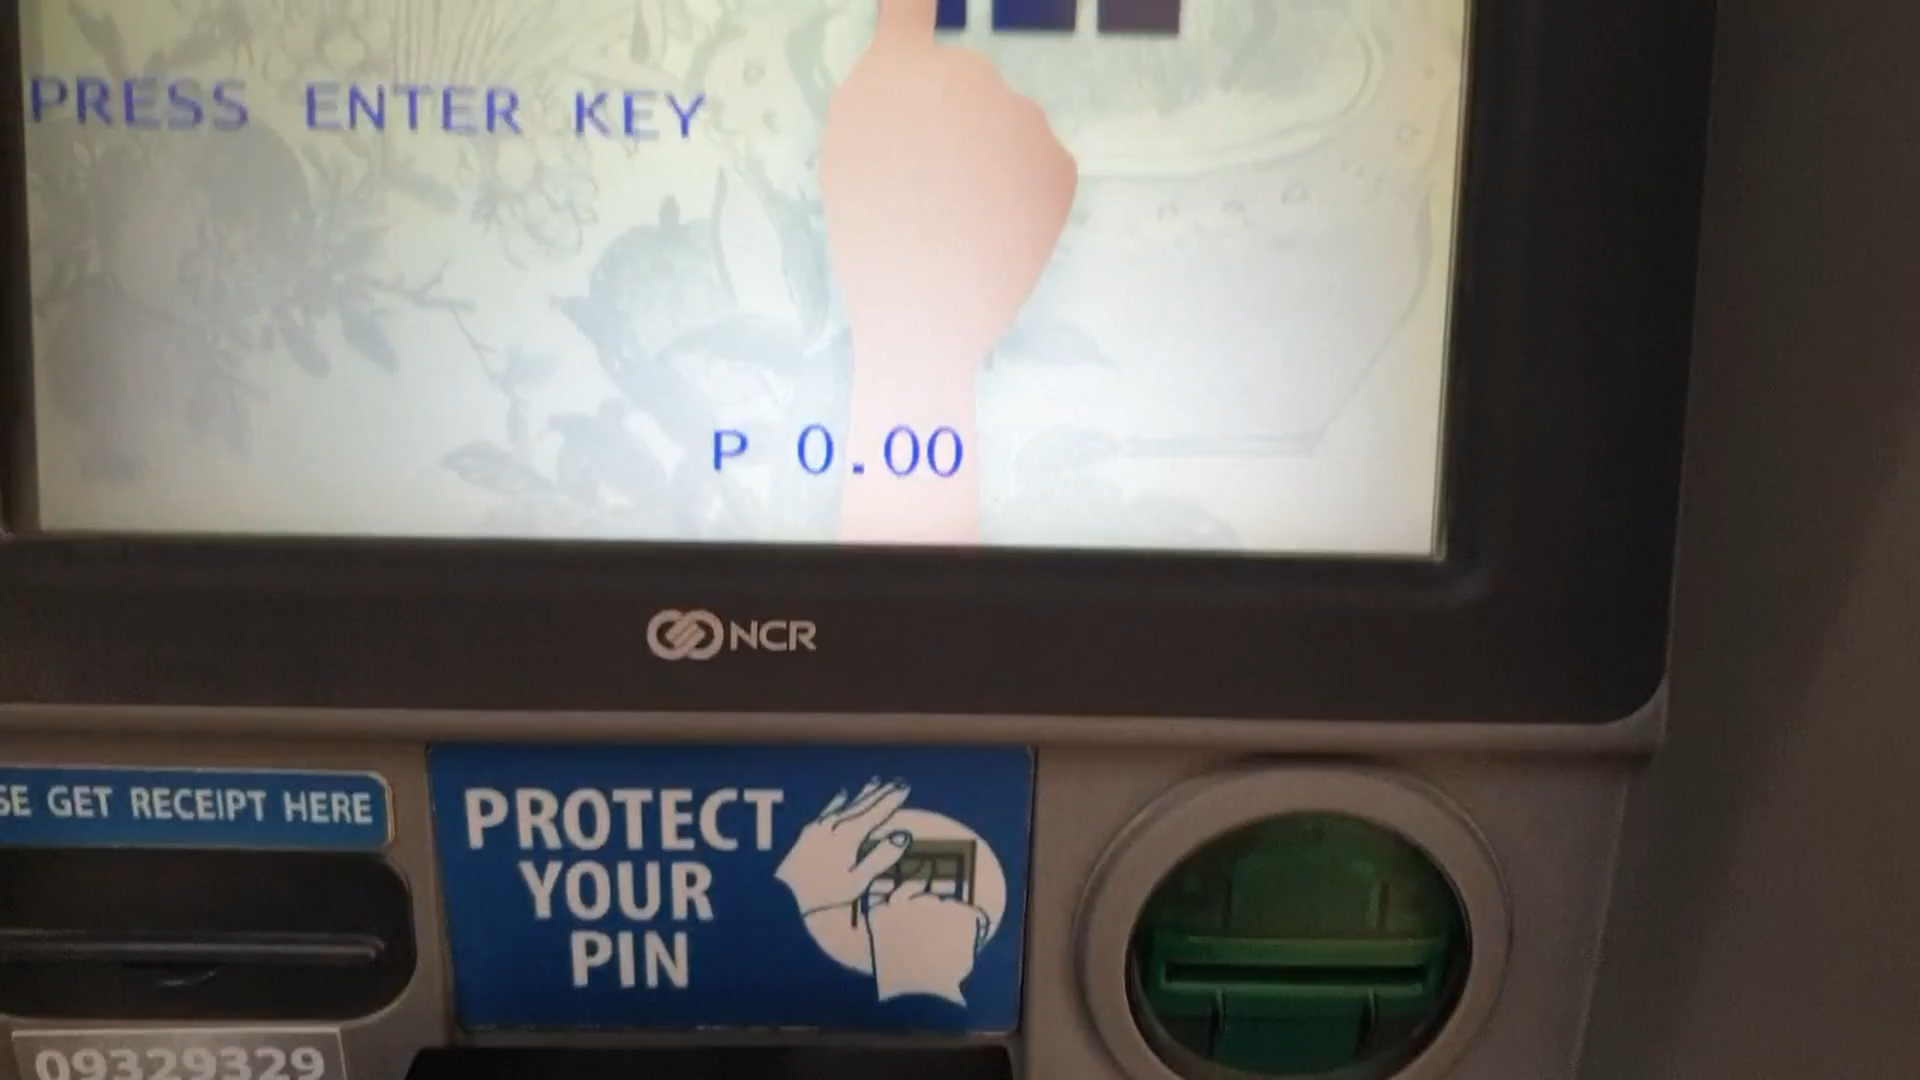 PRESS ENTER KEY
P 0.00
NCR
SE GET RECEIPT HERE
PROTECT
YOUR
PIN
09329329